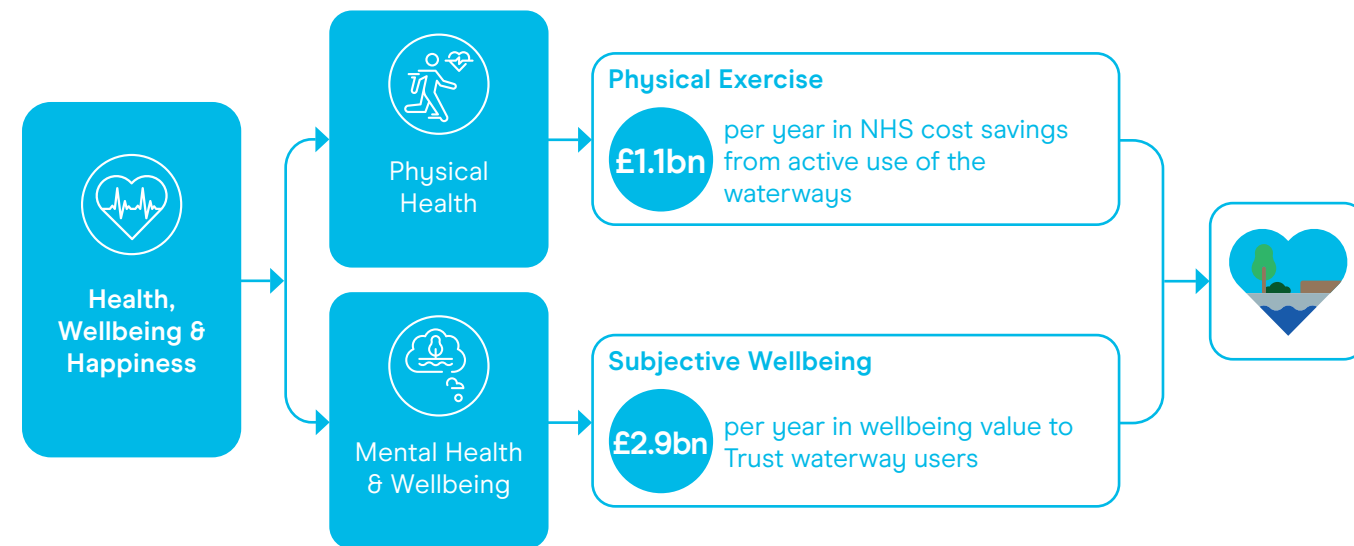 Health,
Wellbeing &
Happiness
Physical
Health
Physical Exercise
£1.1bn
per year in NHS cost savings
from active use of the
waterways
Mental Health
& Wellbeing
Subjective Wellbeing
£2.9bn
per year in wellbeing value to
Trust waterway users